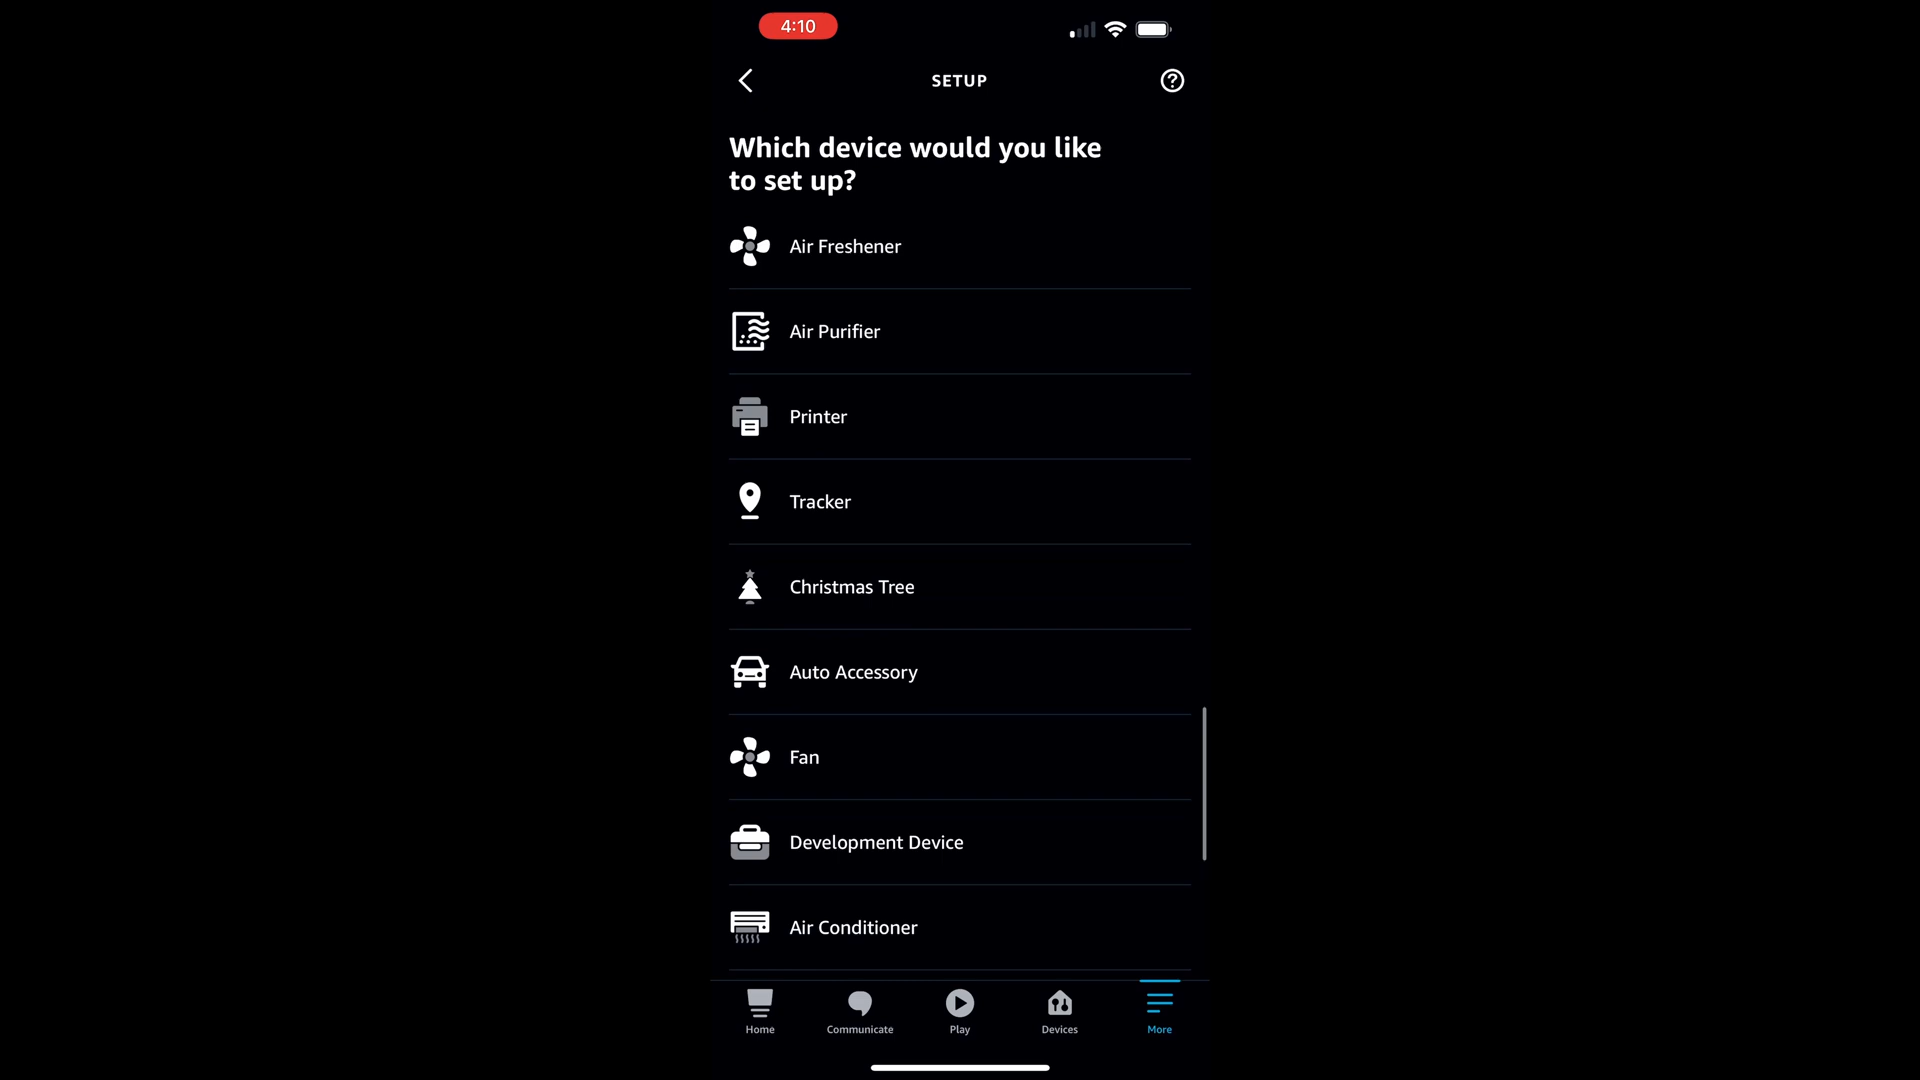 4:10
SETUP
Which device would you like
to set up?
Air Freshener
Air Purifier
Printer
Tracker
Christmas Tree
Auto Accessory
Fan
Development Device
Air Conditioner
Home Communicate Play Devices More